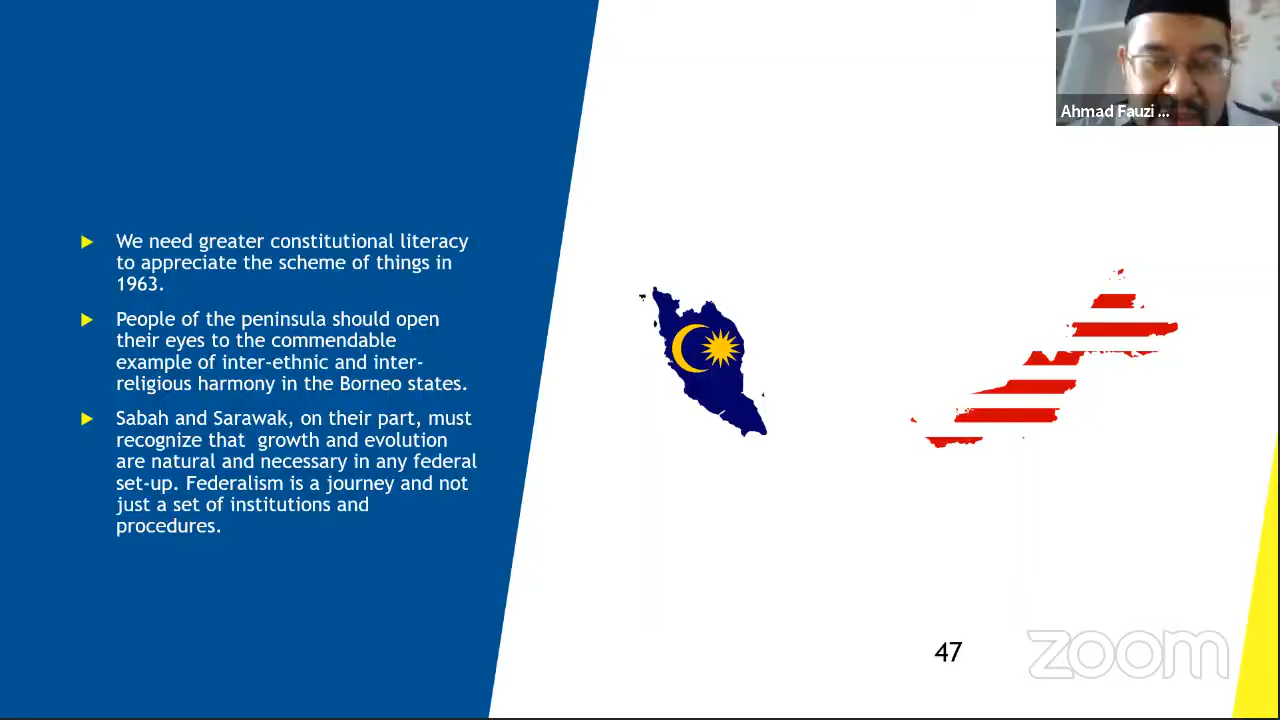 Ahmad Fauzi ...
We need greater constitutional literacy
to appreciate the scheme of things in
1963.
People of the peninsula should open
their eyes to the commendable
example of inter-ethnic and inter-
religious harmony in the Borneo states.
Sabah and Sarawak, on their part, must
recognize that growth and evolution
are natural and necessary in any federal
set-up. Federalism is a journey and not
just a set of institutions and
procedures.
47
zoom